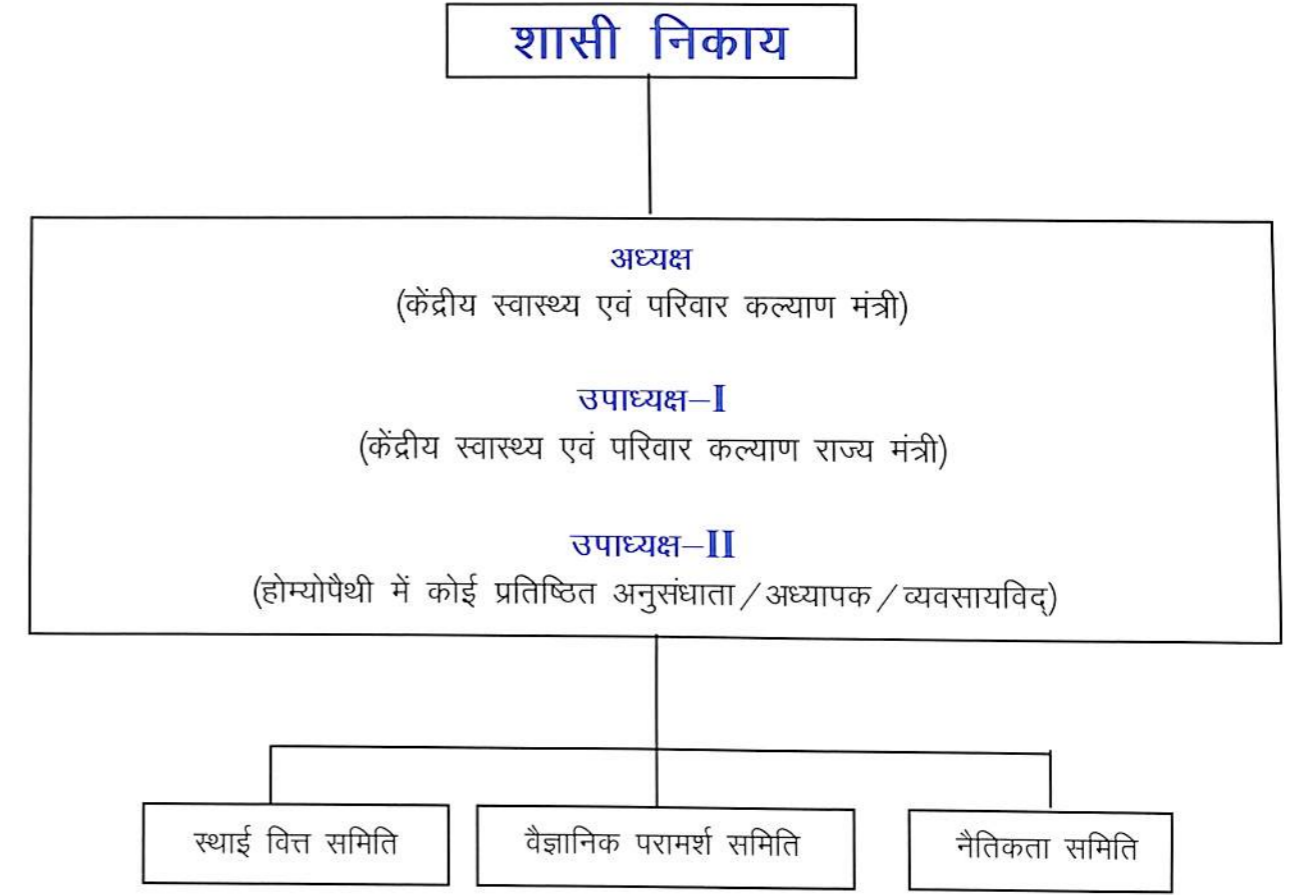 शासी निकाय
अध्यक्ष
(केंद्रीय स्वास्थ्य एवं परिवार कल्याण मंत्री)
उपाध्यक्ष–I
(केंद्रीय स्वास्थ्य एवं परिवार कल्याण राज्य मंत्री)
उपाध्यक्ष–II
(होम्योपैथी में कोई प्रतिष्ठित अनुसंधाता / अध्यापक / व्यवसायविद्)
स्थाई वित्त समिति
वैज्ञानिक परामर्श समिति
नैतिकता समिति